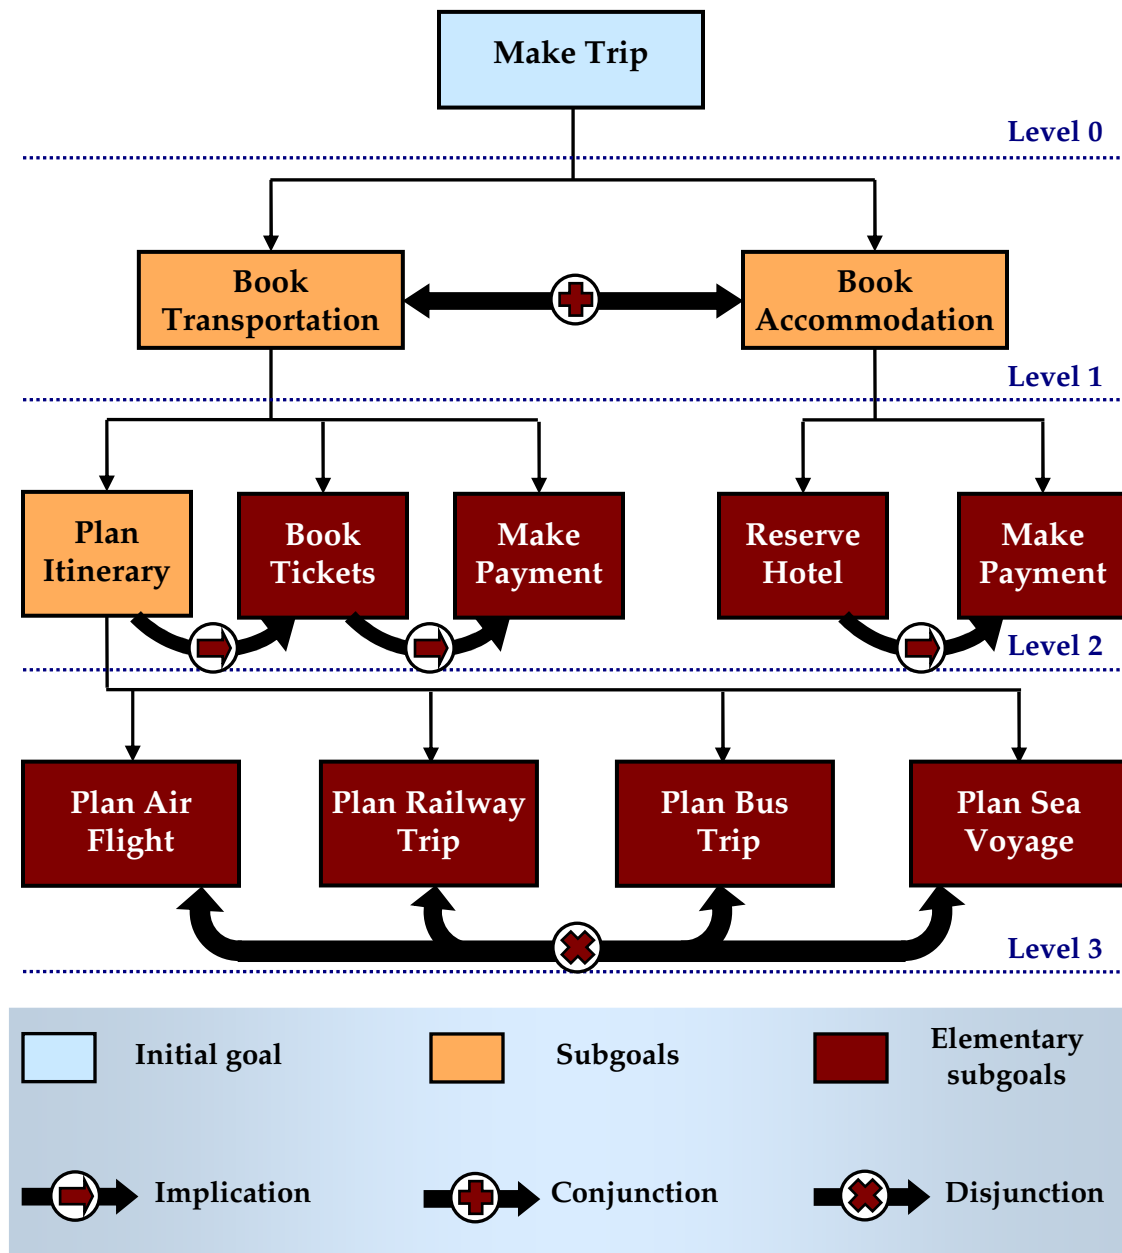 Make Trip
Level 0
Book
Transportation
Book
Accommodation
Level 1
Plan
Itinerary
Book
Tickets
Make
Payment
Reserve
Hotel
Make
Payment
Level 2
Plan Air
Flight
Plan Railway
Trip
Plan Bus
Trip
Plan Sea
Voyage
Level 3
Initial goal
Subgoals
Elementary
subgoals
Implication
Conjunction
Disjunction